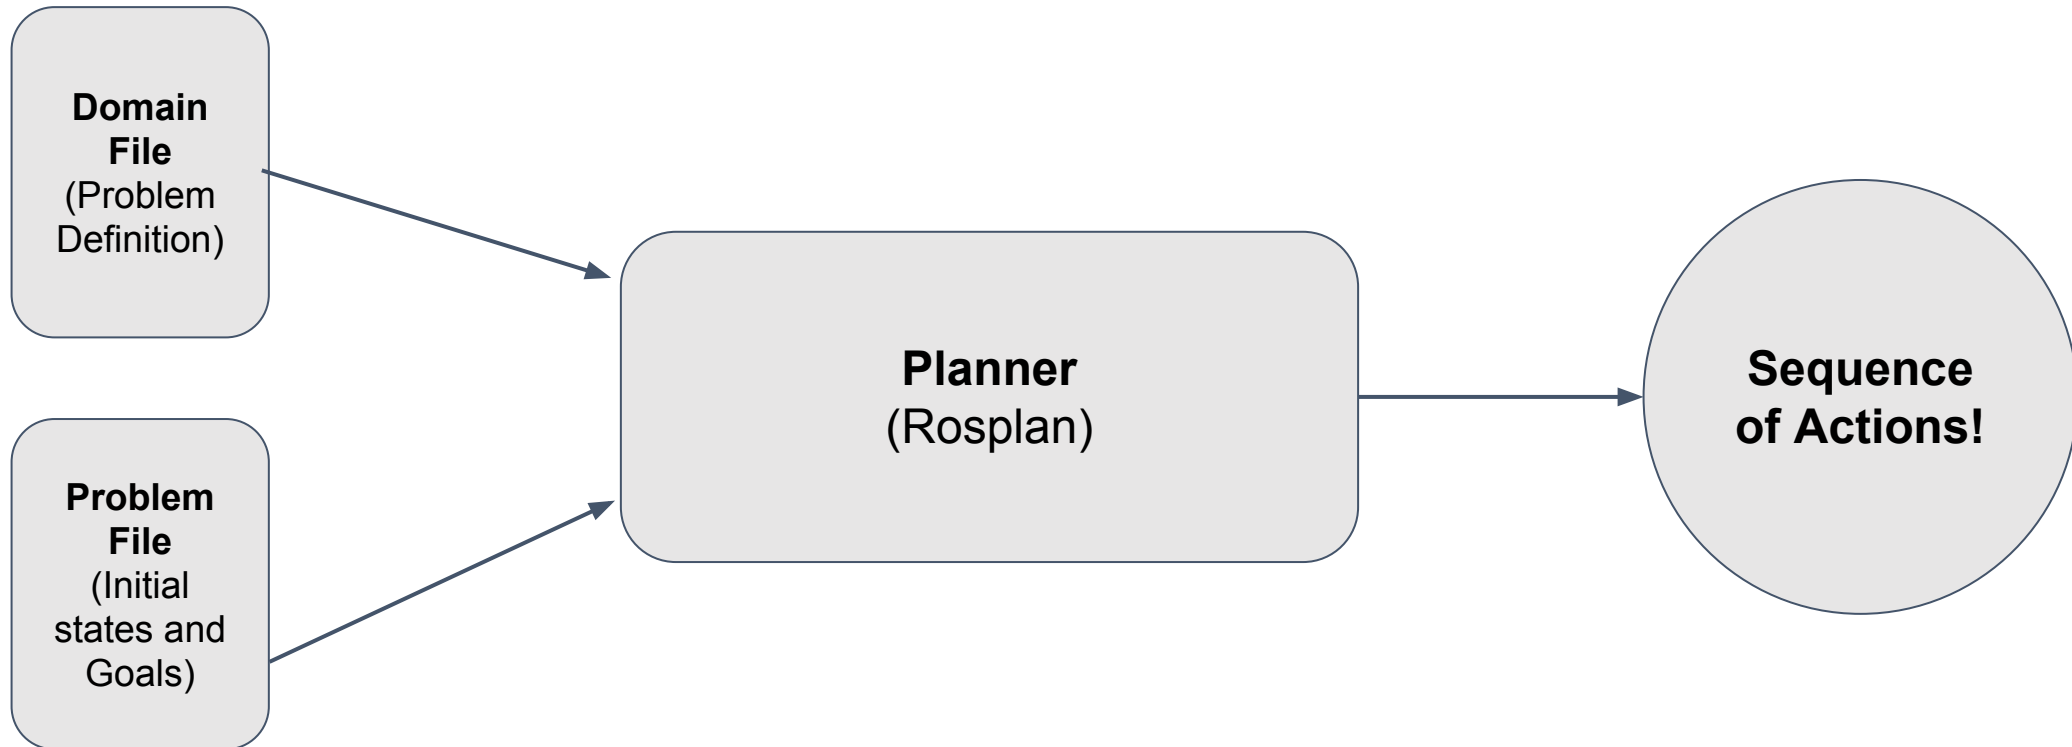 Domain
File
(Problem
Definition)
Problem
File
(Initial
states and
Goals)
Planner
(Rosplan)
Sequence
of Actions!